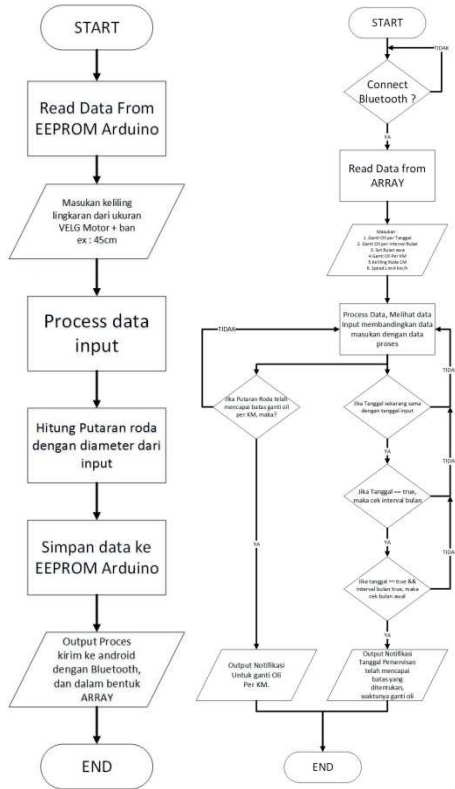 START
Read Data From
EEPROM Arduino
Masukan keliling
lingkaran dari ukuran
VELG Motor + ban
ex : 45cm
Process data
input
Hitung Putaran roda
dengan diameter dari
input
Simpan data ke
EEPROM Arduino
Output Proces
kirim ke android
dengan Bluetooth,
dan dalam bentuk
ARRAY
END
START
TIDAK
Connect
Bluetooth ?
YA
Read Data from
ARRAY
Masukan :
1. Ganti Oli per Tanggal
2. Ganti Oli per interval Bulan
3. Set Bulan awal
4.Ganti Oli Per KM
5.Keliling Roda CM
6. Speed Limit km/h
Process Data, Melihat data
Input membandingkan data
masukan dengan data
proses
TIDAK
TIDA
Jika Putaran Roda telah
mencapai batas ganti oli
per KM, maka?
Jika Tanggal sekarang sama
dengan tanggal input
YA
TIDA
Jika Tanggal == true,
maka cek interval bulan
YA
TIDA
YA
Jika tanggal == true &&
interval bulan true, maka
cek bulan awal
YA
Output Notifikasi
Untuk ganti Oli
Per KM.
Output Notifikasi
Tanggal Penservisan
telah mencapai
batas yang
ditentukan,
waktunya ganti oli
END